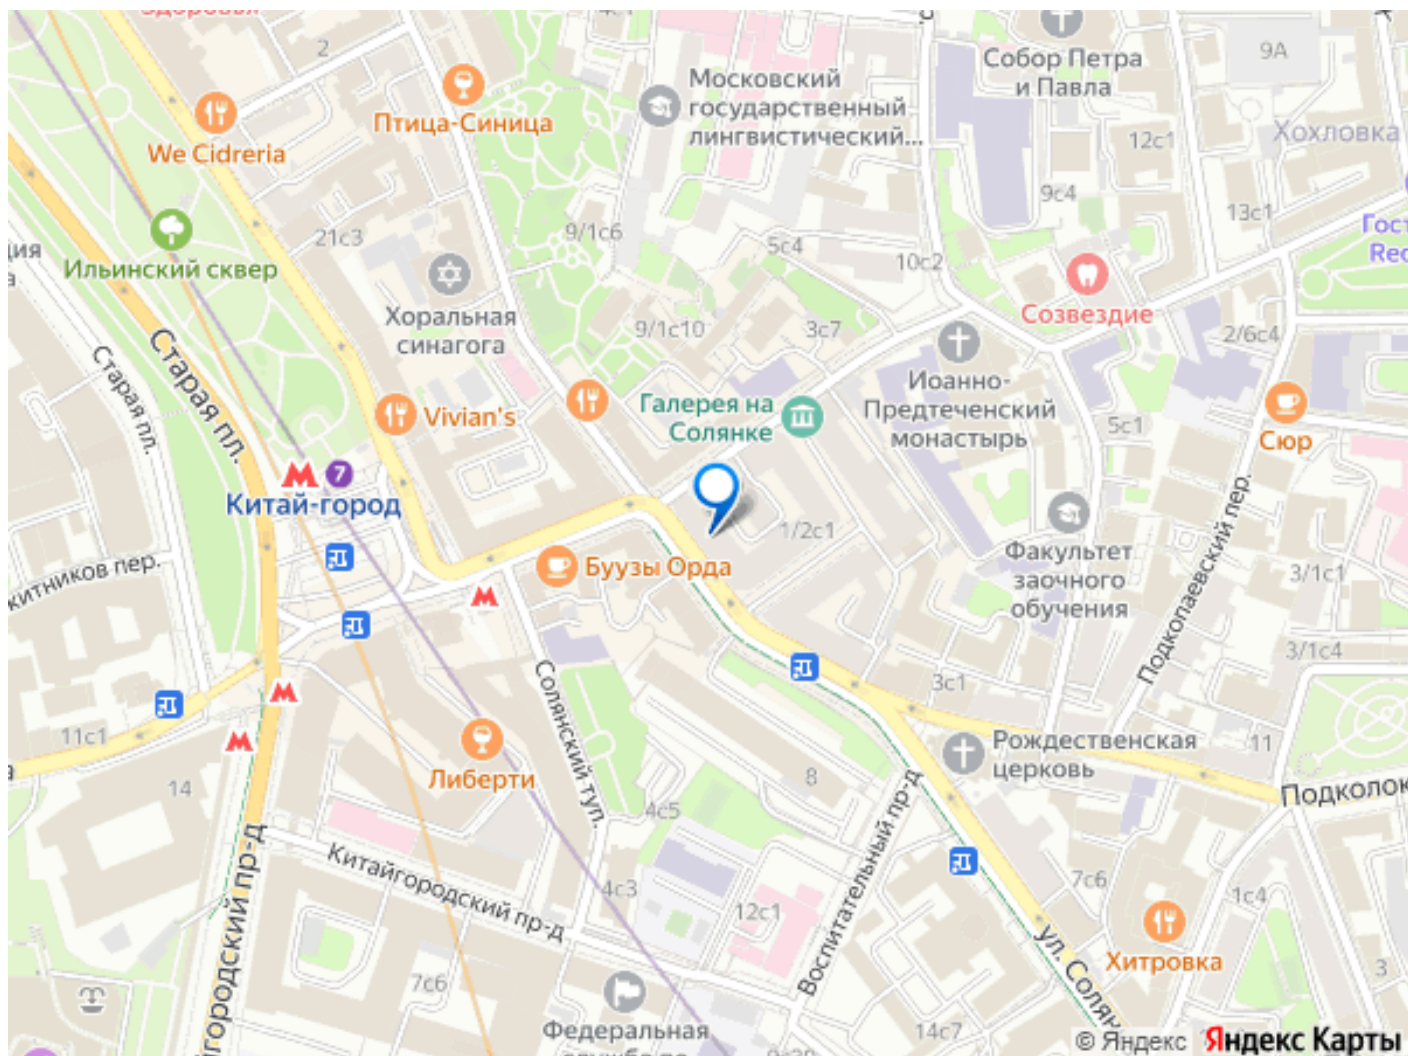 Здоровья
2
We Cidreria
Птица-Синица
Московский
государственный
лингвистический...
Собор Петра
и Павла
9А
12с1
Хохловка
9с4
13с1
Ильинский сквер
21с3
9/1с6
5с4
10с2
Созвездие
Хоральная
синагога
9/1с10
3с7
2/6с4
Старая пл.
Старая пл.
Иоанно-
Предтеченский
монастырь
Vivian's
Галерея на
Солянке
5с1
Сюр
7
Китай-город
1/2с1
Буузы Орда
Факультет
заочного
обучения
Подкопаевский пер.
3/1с1
3/1с4
Солянский туп.
3с1
11с1
14
Либерти
8
Рождественская
церковь
11
Подколок
4с5
Воспитательный пр-д
Китайгородский пр-д
городский пр-д
4с3
12с1
7с6
1с4
ул. Солян
Хитровка
7с6
3
Федеральная
14с7
© Яндекс Яндекс Карты